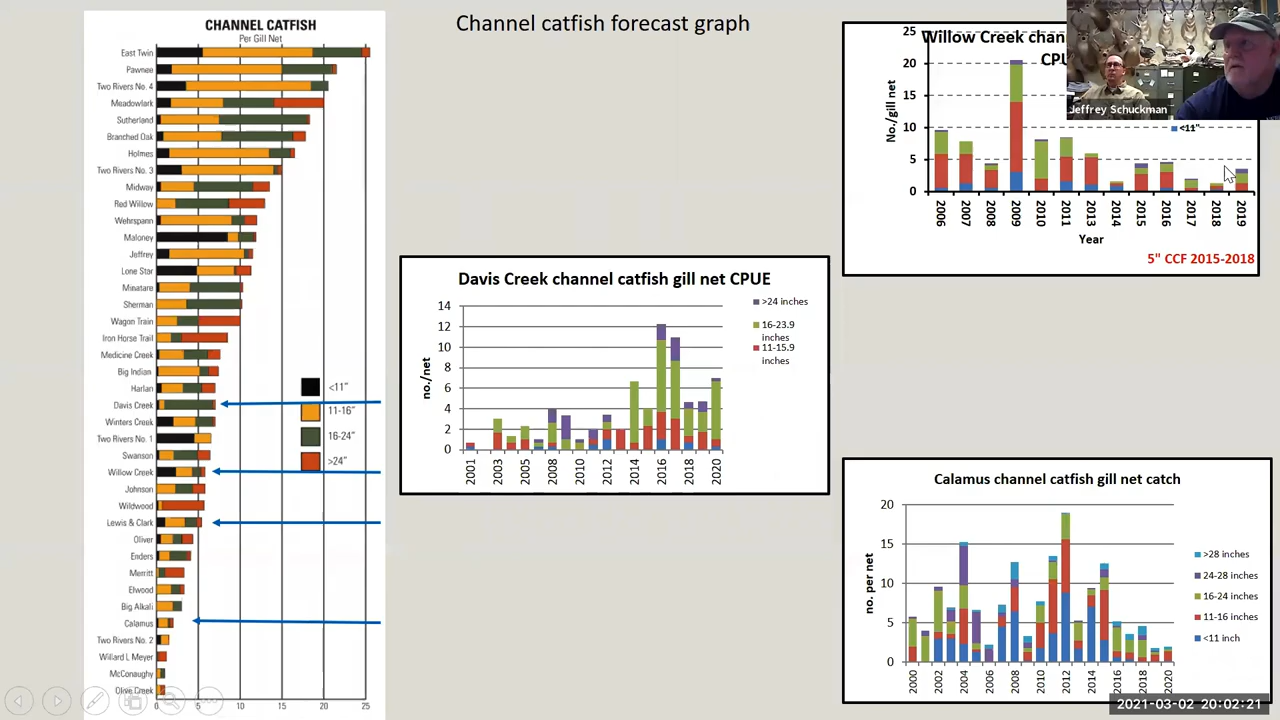 Channel catfish forecast graph
CHANNEL CATFISH
Per Gill Net
East Twin
Pawnee
Two Rivers No. 4
Meadowlark
Sutherland
Branched Oak
Holmes
Two Rivers No. 3
Midway
Red Willow
Wehrspann
Maloney
Jeffrey
Lone Star
Minatare
Sherman
Wagon Train
Iron Horse Trail
Medicine Creek
Big Indian
Harlan
Davis Creek
Winters Creek
Two Rivers No. 1
Swanson
Willow Creek
Johnson
Wildwood
Lewis & Clark
Oliver
Enders
Merritt
Elwood
Big Alkali
Calamus
Two Rivers No. 2
Willard L Meyer
McConaughy
Olive Creek
0 5 10 15 20 25
<11"
11-16"
16-24"
>24"
Davis Creek channel catfish gill net CPUE
no./net
14
12
10
8
6
4
2
0
2001 2003 2005 2006 2008 2010 2012 2014 2016 2018 2020
>24 inches
16-23.9
inches
11-15.9
inches
Willow Creek chan
CPU
No./gill net
25
20
15
10
5
0
2006 2007 2008 2009 2010 2011 2013 2014 2015 2016 2017 2018 2019
Year
<11"
5" CCF 2015-2018
Jeffrey Schuckman
Calamus channel catfish gill net catch
no. per net
20
15
10
5
0
2000 2002 2004 2006 2008 2010 2012 2014 2016 2018 2020
>28 inches
24-28 inches
16-24 inches
11-16 inches
<11 inch
2021-03-02 20:02:21